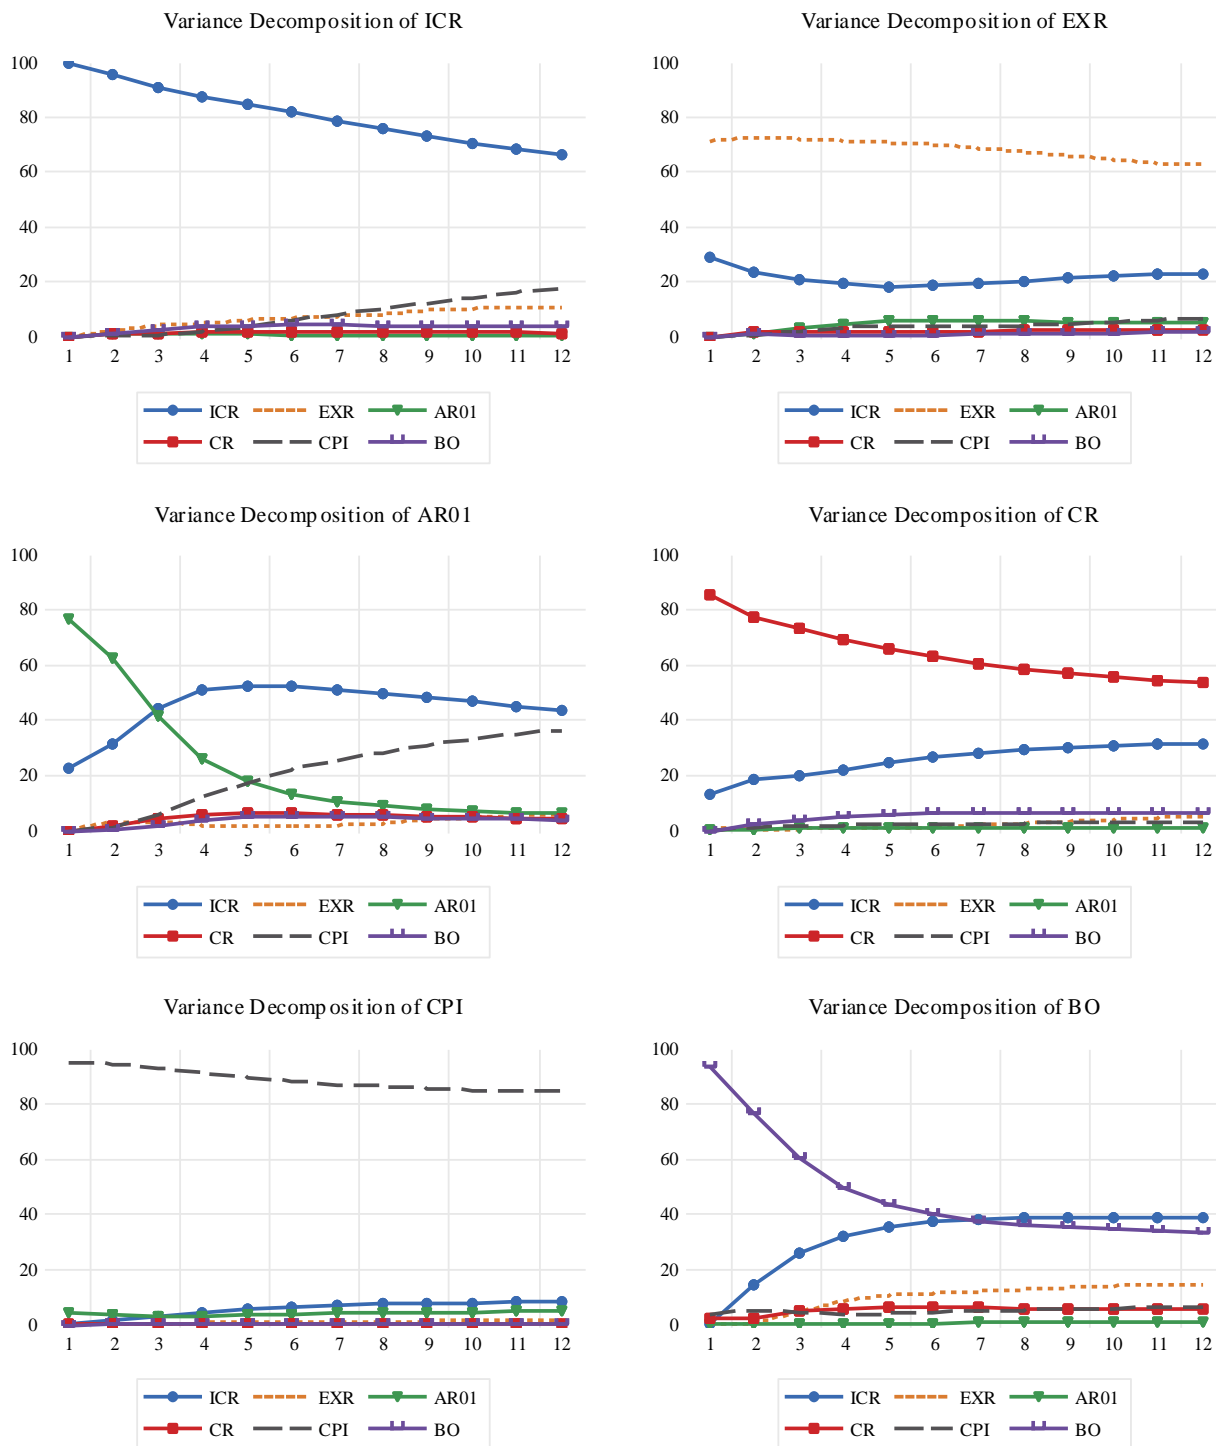 Variance Decomposition of ICR
100
80
60
40
20
0
1 2 3 4 5 6 7 8 9 10 11 12
ICR EXR AR01
CR CPI BO
Variance Decomposition of EXR
100
80
60
40
20
0
1 2 3 4 5 6 7 8 9 10 11 12
ICR EXR AR01
CR CPI BO
Variance Decomposition of AR01
100
80
60
40
20
0
1 2 3 4 5 6 7 8 9 10 11 12
ICR EXR AR01
CR CPI BO
Variance Decomposition of CR
100
80
60
40
20
0
1 2 3 4 5 6 7 8 9 10 11 12
ICR EXR AR01
CR CPI BO
Variance Decomposition of CPI
100
80
60
40
20
0
1 2 3 4 5 6 7 8 9 10 11 12
ICR EXR AR01
CR CPI BO
Variance Decomposition of BO
100
80
60
40
20
0
1 2 3 4 5 6 7 8 9 10 11 12
ICR EXR AR01
CR CPI BO